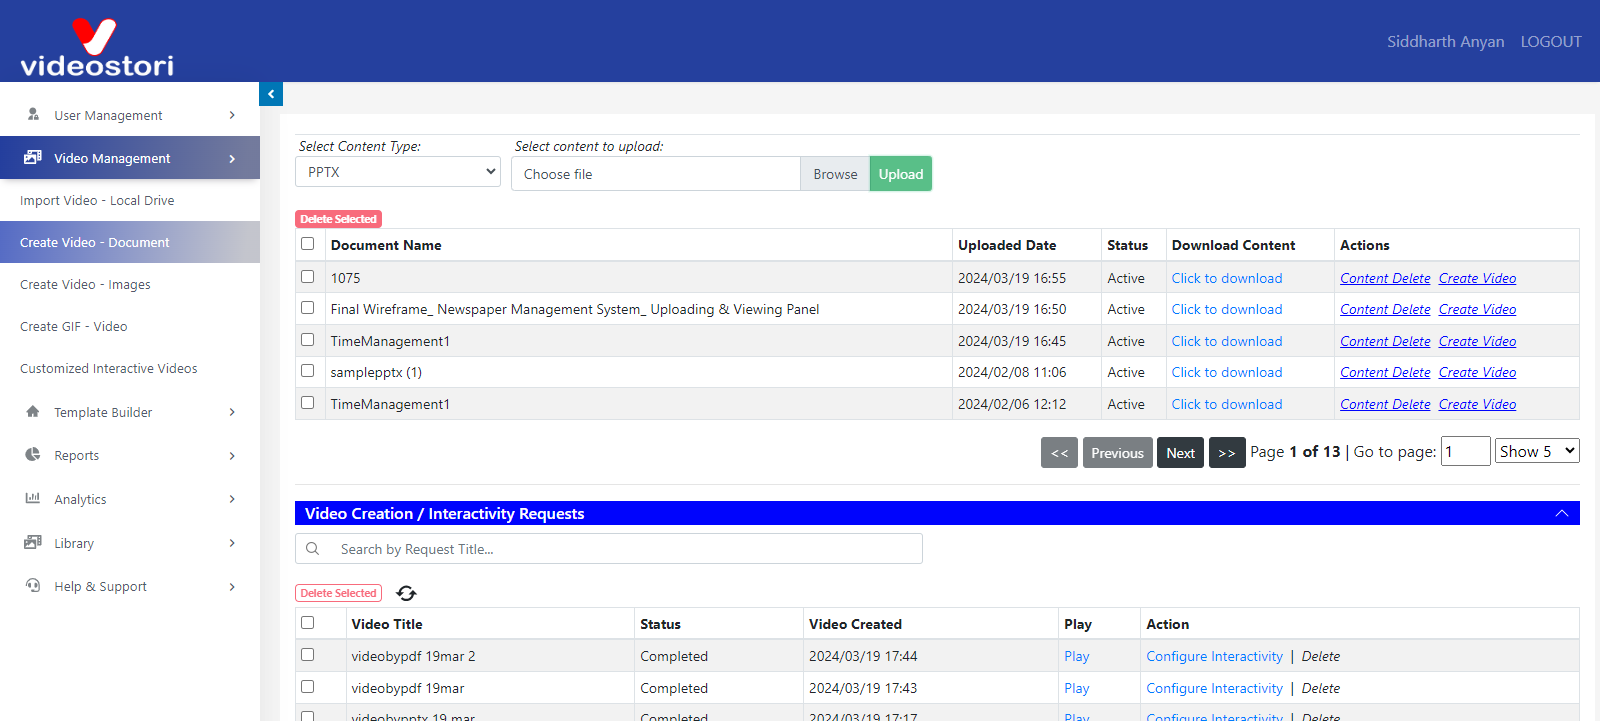 videostori
Siddharth Anyan LOGOUT
User Management
Video Management
Import Video - Local Drive
Create Video - Document
Create Video - Images
Create GIF - Video
Customized Interactive Videos
Template Builder
Reports
Analytics
Library
Help & Support
Select Content Type: Select content to upload:
PPTX Choose file Browse Upload
Delete Selected
Document Name Uploaded Date Status Download Content Actions
1075 2024/03/19 16:55 Active Click to download Content Delete Create Video
Final Wireframe_ Newspaper Management System_ Uploading & Viewing Panel 2024/03/19 16:50 Active Click to download Content Delete Create Video
TimeManagement1 2024/03/19 16:45 Active Click to download Content Delete Create Video
samplepptx (1) 2024/02/08 11:06 Active Click to download Content Delete Create Video
TimeManagement1 2024/02/06 12:12 Active Click to download Content Delete Create Video
<< Previous Next >> Page 1 of 13 | Go to page: 1 Show 5
Video Creation / Interactivity Requests
Search by Request Title...
Delete Selected
Video Title Status Video Created Play Action
videobypdf 19mar 2 Completed 2024/03/19 17:44 Play Configure Interactivity | Delete
videobypdf 19mar Completed 2024/03/19 17:43 Play Configure Interactivity | Delete
videobypptx 19 mar Completed 2024/03/19 17:17 Play Configure Interactivity | Delete